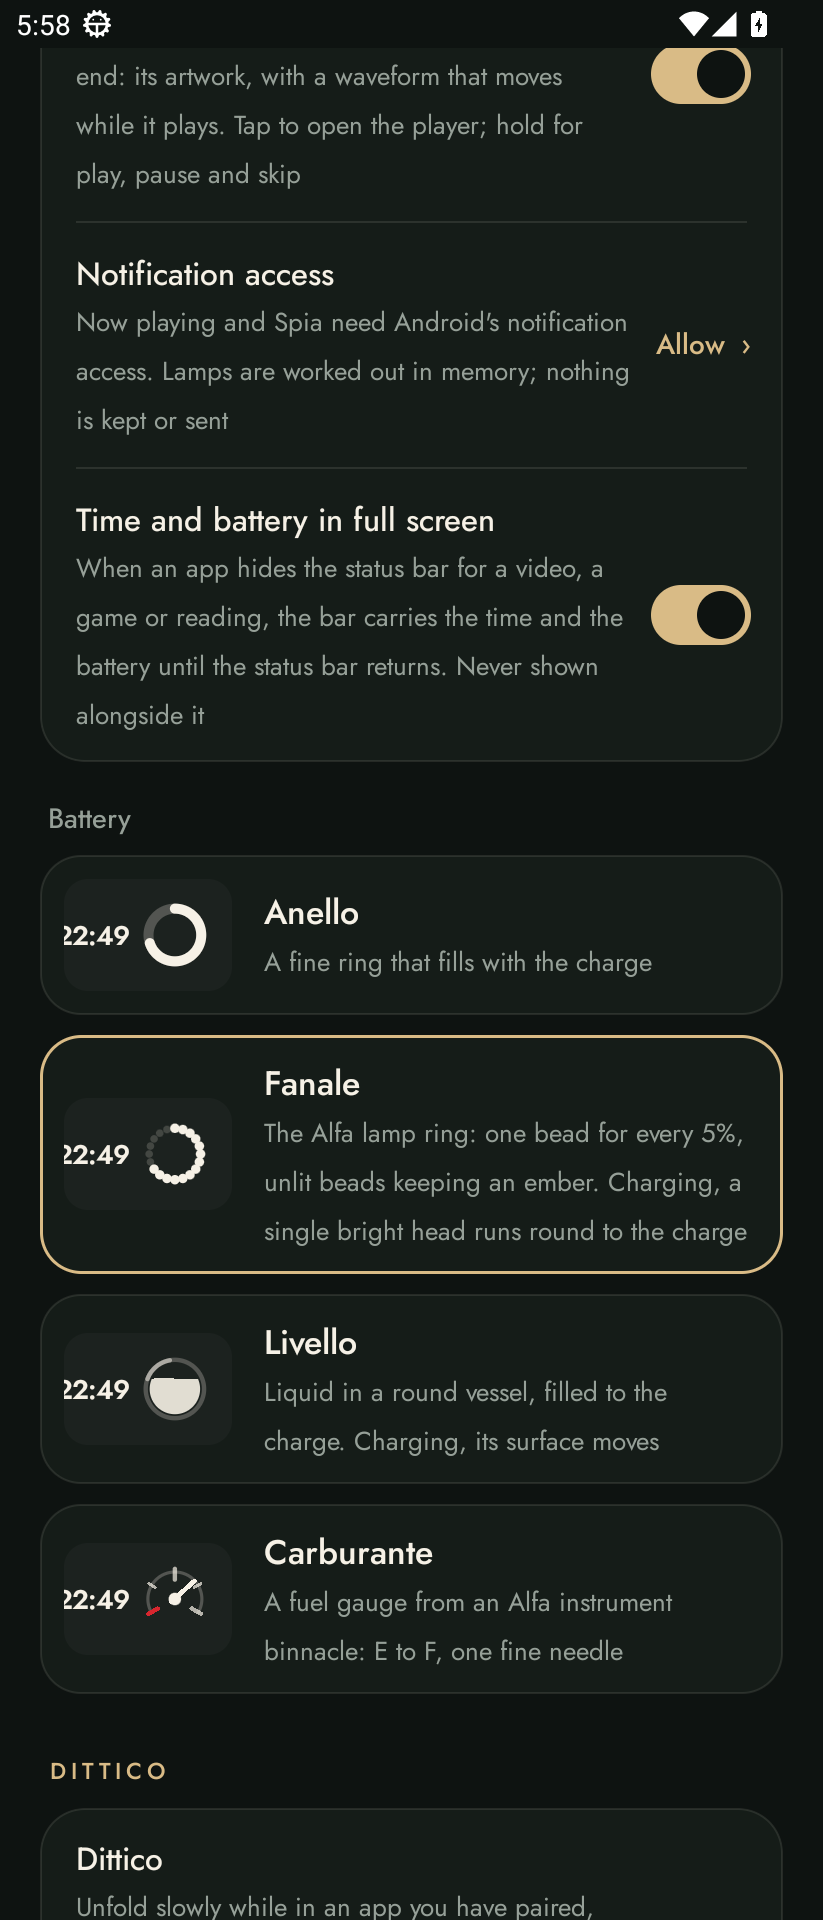 5:58
end: its artwork, with a waveform that moves
while it plays. Tap to open the player; hold for
play, pause and skip
Notification access
Now playing and Spia need Android's notification
access. Lamps are worked out in memory; nothing
is kept or sent
Allow ›
Time and battery in full screen
When an app hides the status bar for a video, a
game or reading, the bar carries the time and the
battery until the status bar returns. Never shown
alongside it
Battery
22:49
Anello
A fine ring that fills with the charge
22:49
Fanale
The Alfa lamp ring: one bead for every 5%,
unlit beads keeping an ember. Charging, a
single bright head runs round to the charge
22:49
Livello
Liquid in a round vessel, filled to the
charge. Charging, its surface moves
22:49
Carburante
A fuel gauge from an Alfa instrument
binnacle: E to F, one fine needle
DITTICO
Dittico
Unfold slowly while in an app you have paired,